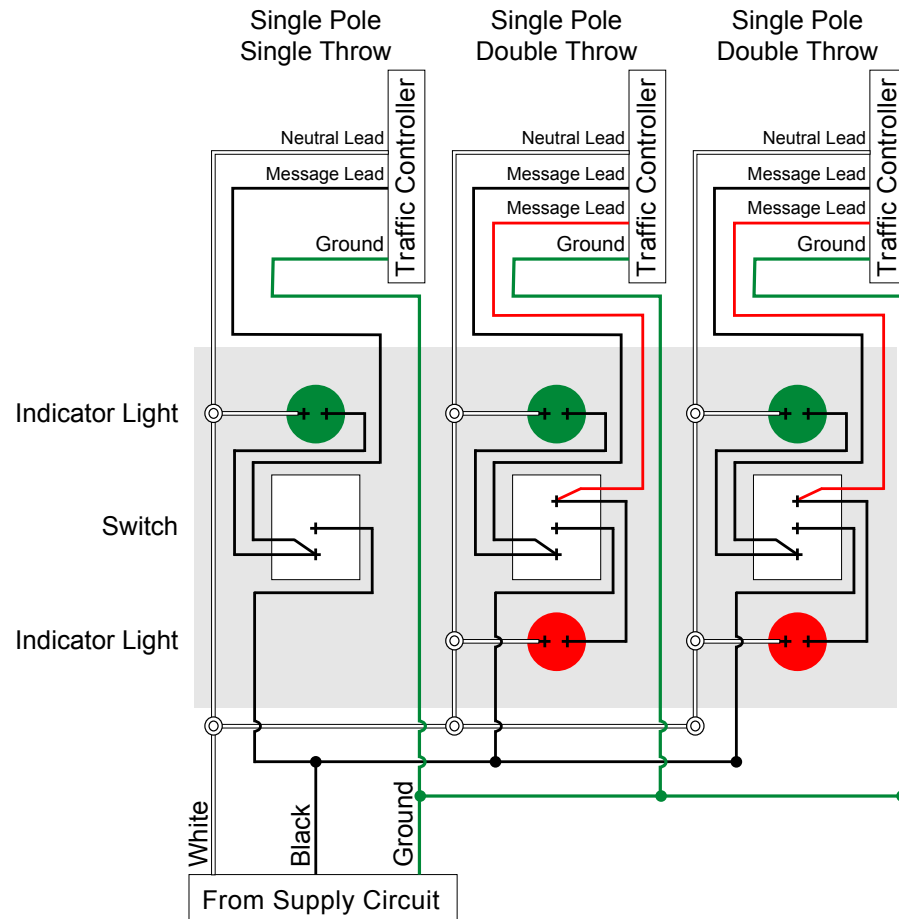 Single Pole
Single Throw
Single Pole
Double Throw
Single Pole
Double Throw
Neutral Lead
Message Lead
Ground
Traffic Controller
Neutral Lead
Message Lead
Message Lead
Ground
Traffic Controller
Neutral Lead
Message Lead
Message Lead
Ground
Traffic Controller
Indicator Light
Switch
Indicator Light
White
Black
Ground
From Supply Circuit